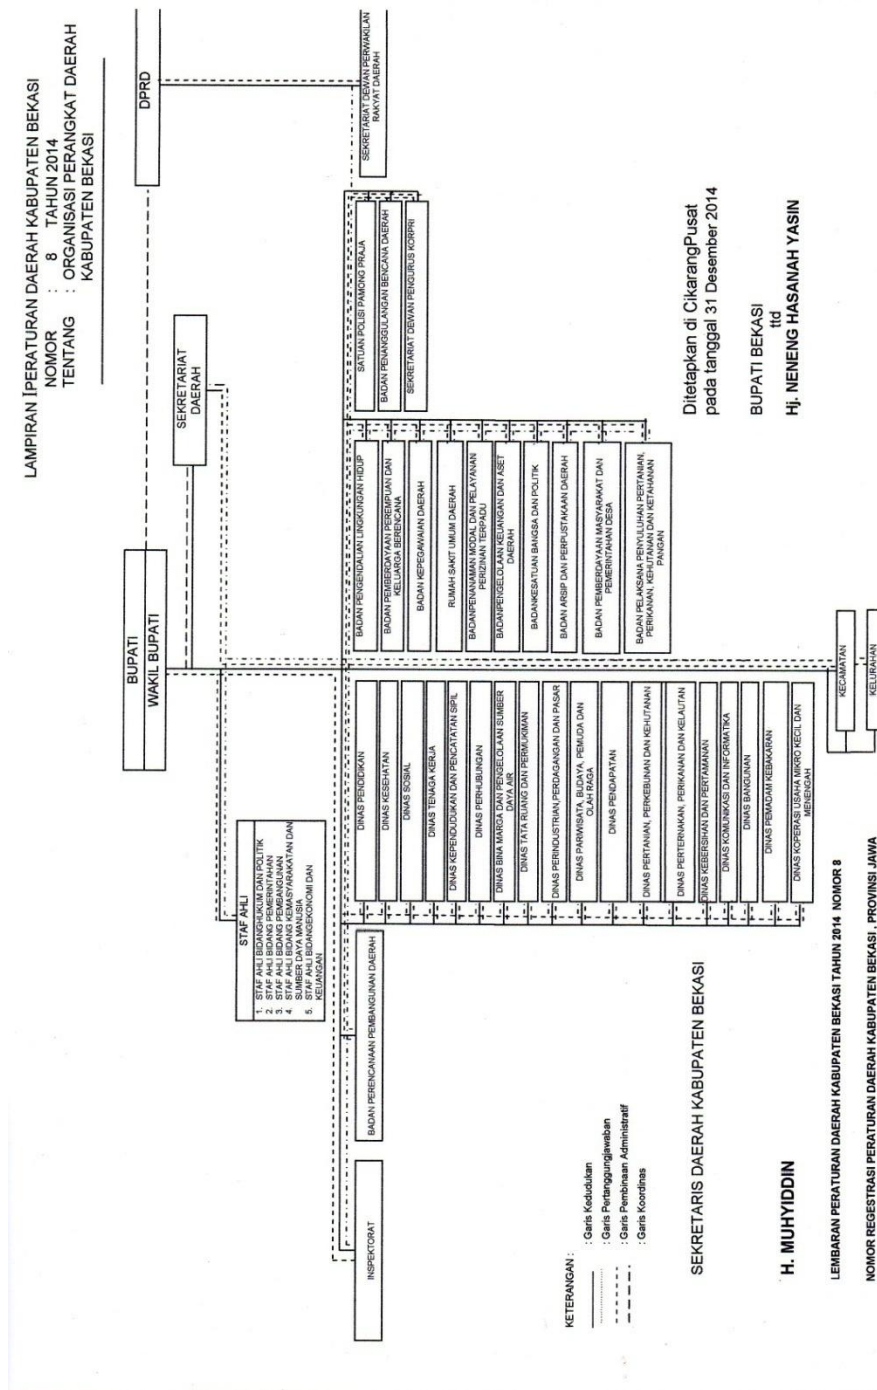 LAMPIRAN IPERATURAN DAERAH KABUPATEN BEKASI
NOMOR : 8 TAHUN 2014
TENTANG : ORGANISASI PERANGKAT DAERAH
KABUPATEN BEKASI
BUPATI
WAKIL BUPATI
DPRD
SEKRETARIAT
DAERAH
STAF AHLI
1. STAF AHLI BIDANGHUKUM DAN POLITIK
2. STAF AHLI BIDANG PEMERINTAHAN
3. STAF AHLI BIDANG PEMBANGUNAN
4. STAF AHLI BIDANG KEMASYARAKATAN DAN
SUMBER DAYA MANUSIA
5. STAF AHLI BIDANGEKONOMI DAN
KEUANGAN
INSPEKTORAT
BADAN PERENCANAAN PEMBANGUNAN DAERAH
DINAS PENDIDIKAN
DINAS KESEHATAN
DINAS SOSIAL
DINAS TENAGA KERJA
DINAS KEPENDUDUKAN DAN PENCATATAN SIPIL
DINAS PERHUBUNGAN
DINAS BINA MARGA DAN PENGELOLAAN SUMBER
DAYA AIR
DINAS TATA RUANG DAN PERMUKIMAN
DINAS PERINDUSTRIAN,PERDAGANGAN DAN PASAR
DINAS PARIWISATA, BUDAYA, PEMUDA DAN
OLAH RAGA
DINAS PENDAPATAN
DINAS PERTANIAN, PERKEBUNAN DAN KEHUTANAN
DINAS PERTERNAKAN, PERIKANAN DAN KELAUTAN
DINAS KEBERSIHAN DAN PERTAMANAN
DINAS KOMUNIKASI DAN INFORMATIKA
DINAS BANGUNAN
DINAS PEMADAM KEBAKARAN
DINAS KOPERASI USAHA MIKRO KECIL DAN
MENENGAH
BADAN PENGENDALIAN LINGKUNGAN HIDUP
BADAN PEMBERDAYAAN PEREMPUAN DAN
KELUARGA BERENCANA
BADAN KEPEGAWAIAN DAERAH
RUMAH SAKIT UMUM DAERAH
BADANPENANAMAN MODAL DAN PELAYANAN
PERIZINAN TERPADU
BADANPENGELOLAAN KEUANGAN DAN ASET
DAERAH
BADANKESATUAN BANGSA DAN POLITIK
BADAN ARSIP DAN PERPUSTAKAAN DAERAH
BADAN PEMBERDAYAAN MASYARAKAT DAN
PEMERINTAHAN DESA
BADAN PELAKSANA PENYULUHAN PERTANIAN,
PERIKANAN, KEHUTANAN DAN KETAHANAN
PANGAN
SATUAN POLISI PAMONG PRAJA
BADAN PENANGGULANGAN BENCANA DAERAH
SEKRETARIAT DEWAN PENGURUS KORPRI
SEKRETARIAT DEWAN PERWAKILAN
RAKYAT DAERAH
KECAMATAN
KELURAHAN
KETERANGAN :
: Garis Kedudukan
: Garis Pertanggungjawaban
: Garis Pembinaan Administratif
: Garis Koordinas
SEKRETARIS DAERAH KABUPATEN BEKASI
H. MUHYIDDIN
Ditetapkan di CikarangPusat
pada tanggal 31 Desember 2014
BUPATI BEKASI
ttd
Hj. NENENG HASANAH YASIN
LEMBARAN PERATURAN DAERAH KABUPATEN BEKASI TAHUN 2014 NOMOR 8
NOMOR REGESTRASI PERATURAN DAERAH KABUPATEN BEKASI , PROVINSI JAWA